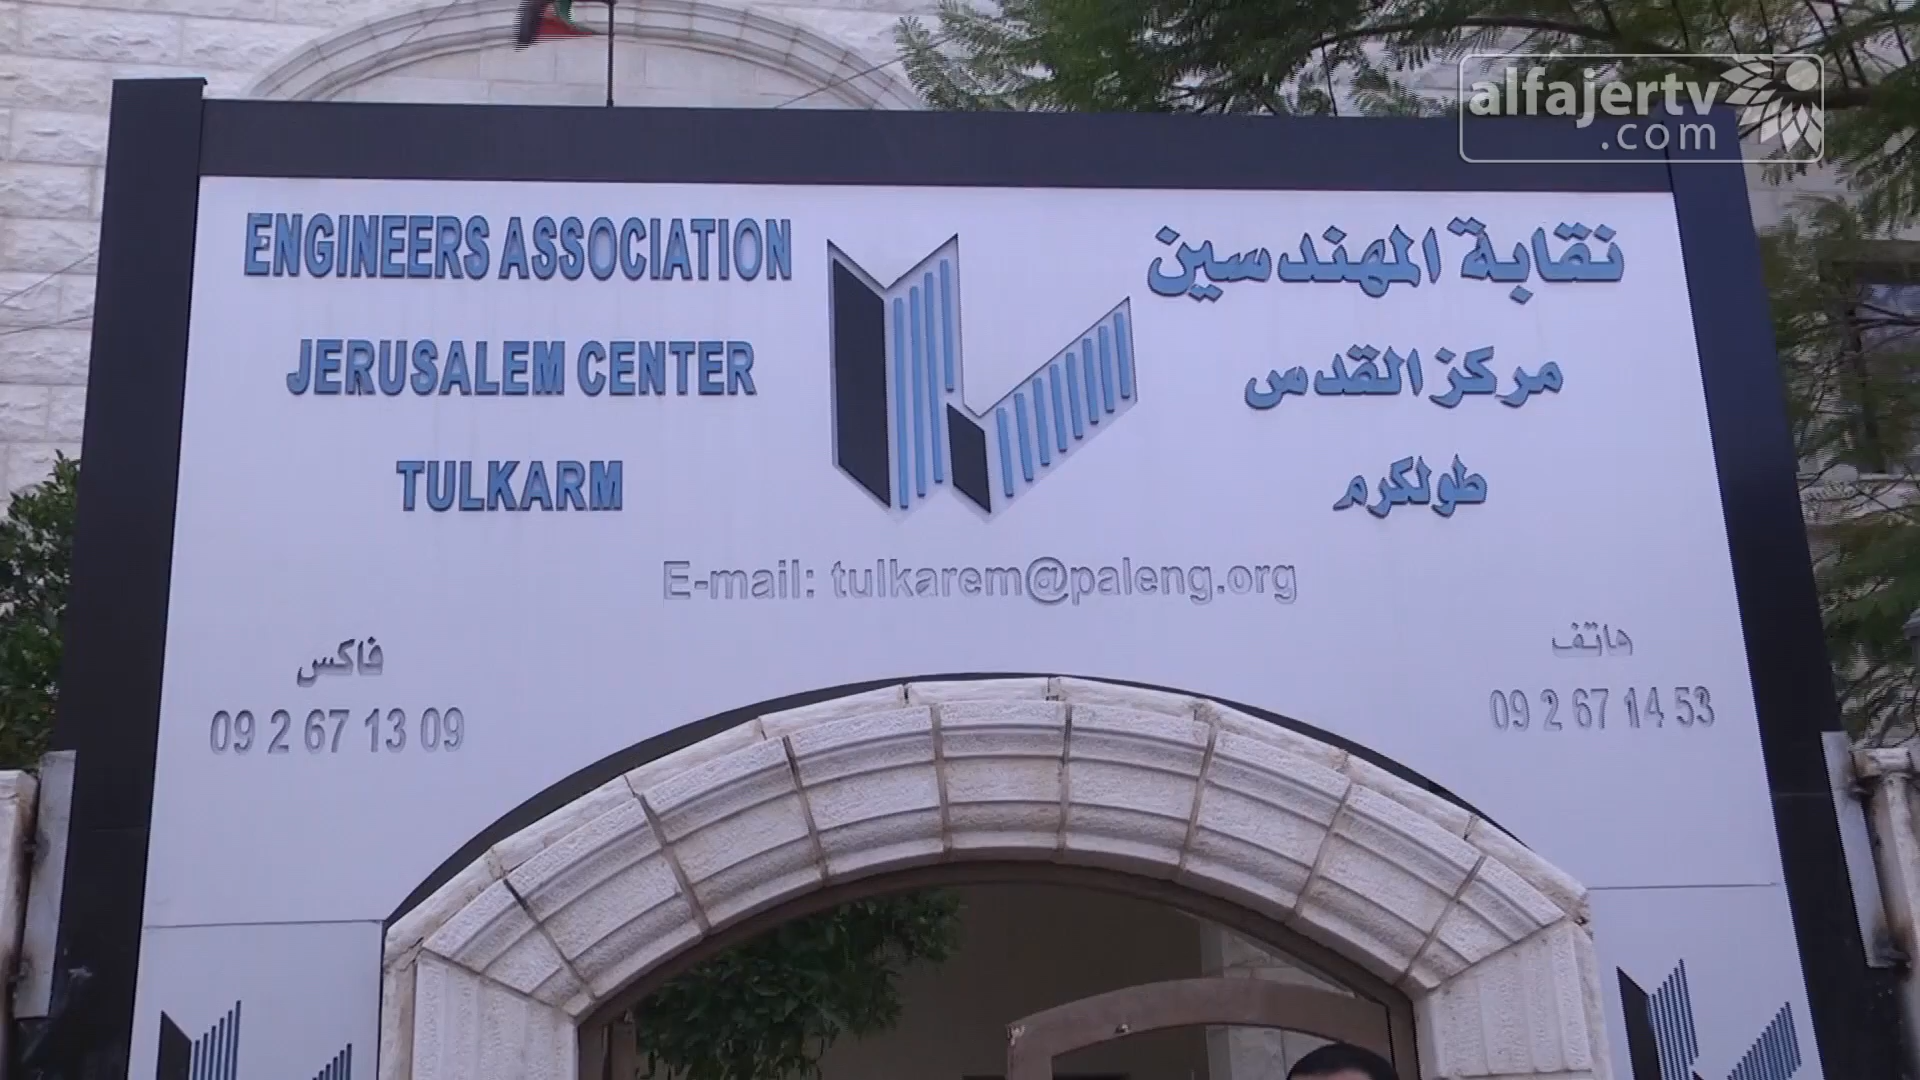 alfajertv
.com
ENGINEERS ASSOCIATION
JERUSALEM CENTER
TULKARM
نقابة المهندسين
مركز القدس
طولكرم
E-mail: tulkarem@paleng.org
فاكس
09 2 67 13 09
هاتف
09 2 67 14 53